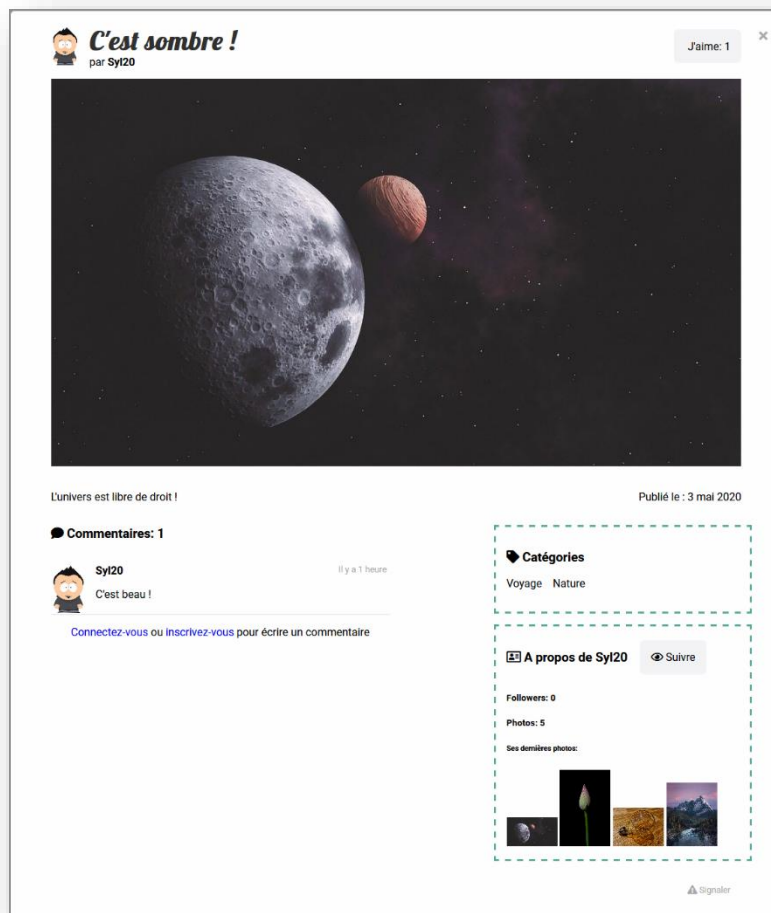 C'est sombre !
par Syl20
J'aime: 1
×
L'univers est libre de droit !
Publié le : 3 mai 2020
Commentaires: 1
Syl20
Il y a 1 heure
C'est beau !
Connectez-vous ou inscrivez-vous pour écrire un commentaire
Catégories
Voyage Nature
A propos de Syl20
Suivre
Followers: 0
Photos: 5
Ses dernières photos:
Signaler